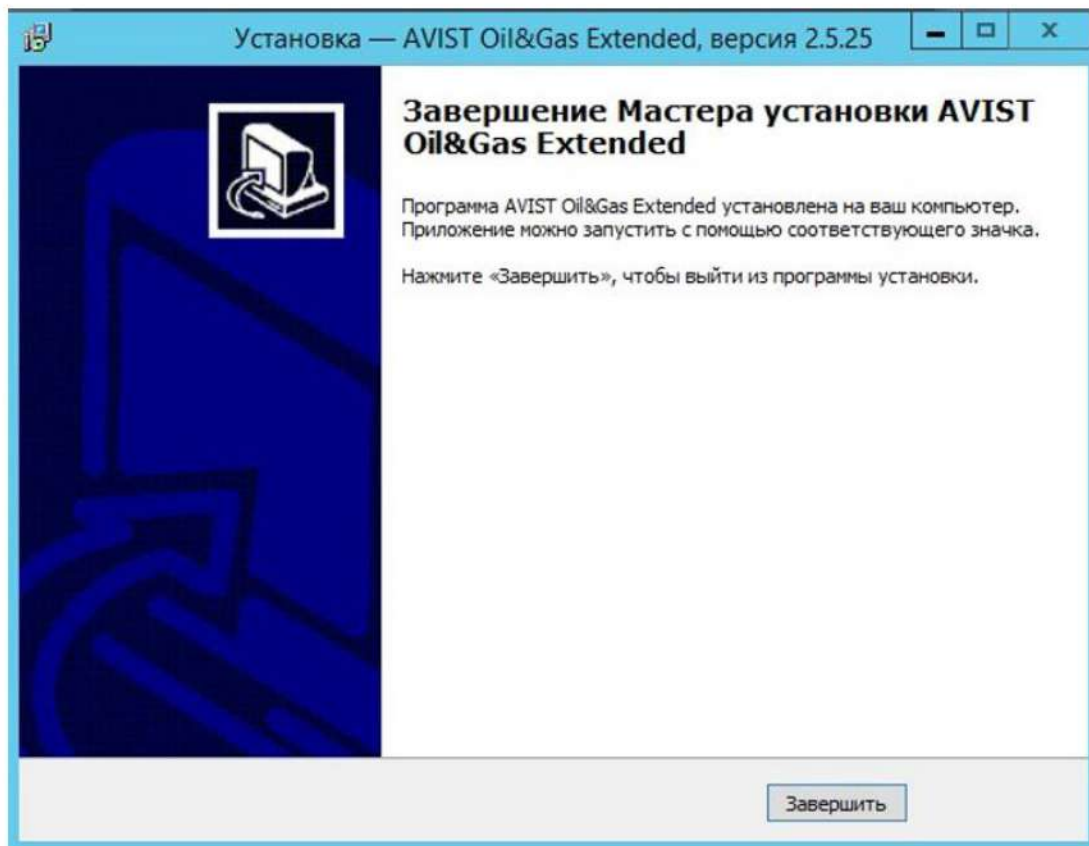 Установка — AVIST Oil&Gas Extended, версия 2.5.25
Завершение Мастера установки AVIST
Oil&Gas Extended
Программа AVIST Oil&Gas Extended установлена на ваш компьютер.
Приложение можно запустить с помощью соответствующего значка.
Нажмите «Завершить», чтобы выйти из программы установки.
Завершить